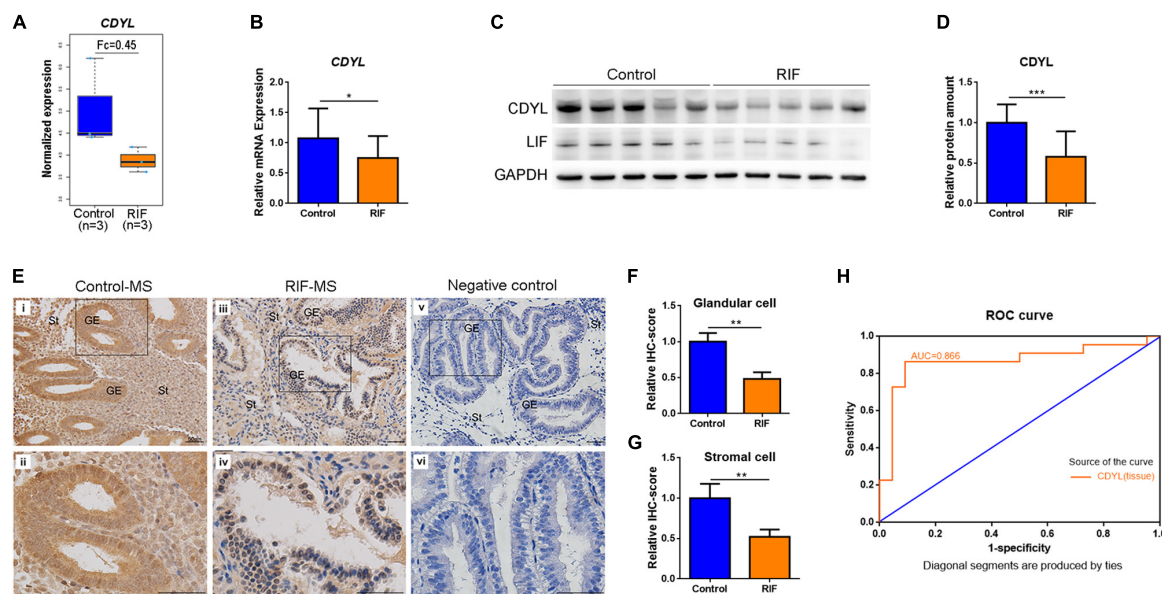 A
CDYL
Fc=0.45
Normalized expression
Control
(n=3)
RIF
(n=3)
B
CDYL
*
Relative mRNA Expression
2.0
1.5
1.0
0.5
0.0
Control
RIF
C
Control
RIF
CDYL
LIF
GAPDH
D
CDYL
***
Relative protein amount
1.5
1.0
0.5
0.0
Control
RIF
E
Control-MS
RIF-MS
Negative control
i
St
GE
GE
St
iii
St
GE
GE
St
St
v
GE
St
St
GE
ii
iv
vi
F
Glandular cell
**
Relative IHC-score
1.5
1.0
0.5
0.0
Control
RIF
G
Stromal cell
**
Relative IHC-score
1.5
1.0
0.5
0.0
Control
RIF
H
ROC curve
AUC=0.866
Sensitivity
1.0
0.8
0.6
0.4
0.2
0.0
Source of the curve
CDYL(tissue)
0.0
0.2
0.4
0.6
0.8
1.0
1-specificity
Diagonal segments are produced by ties